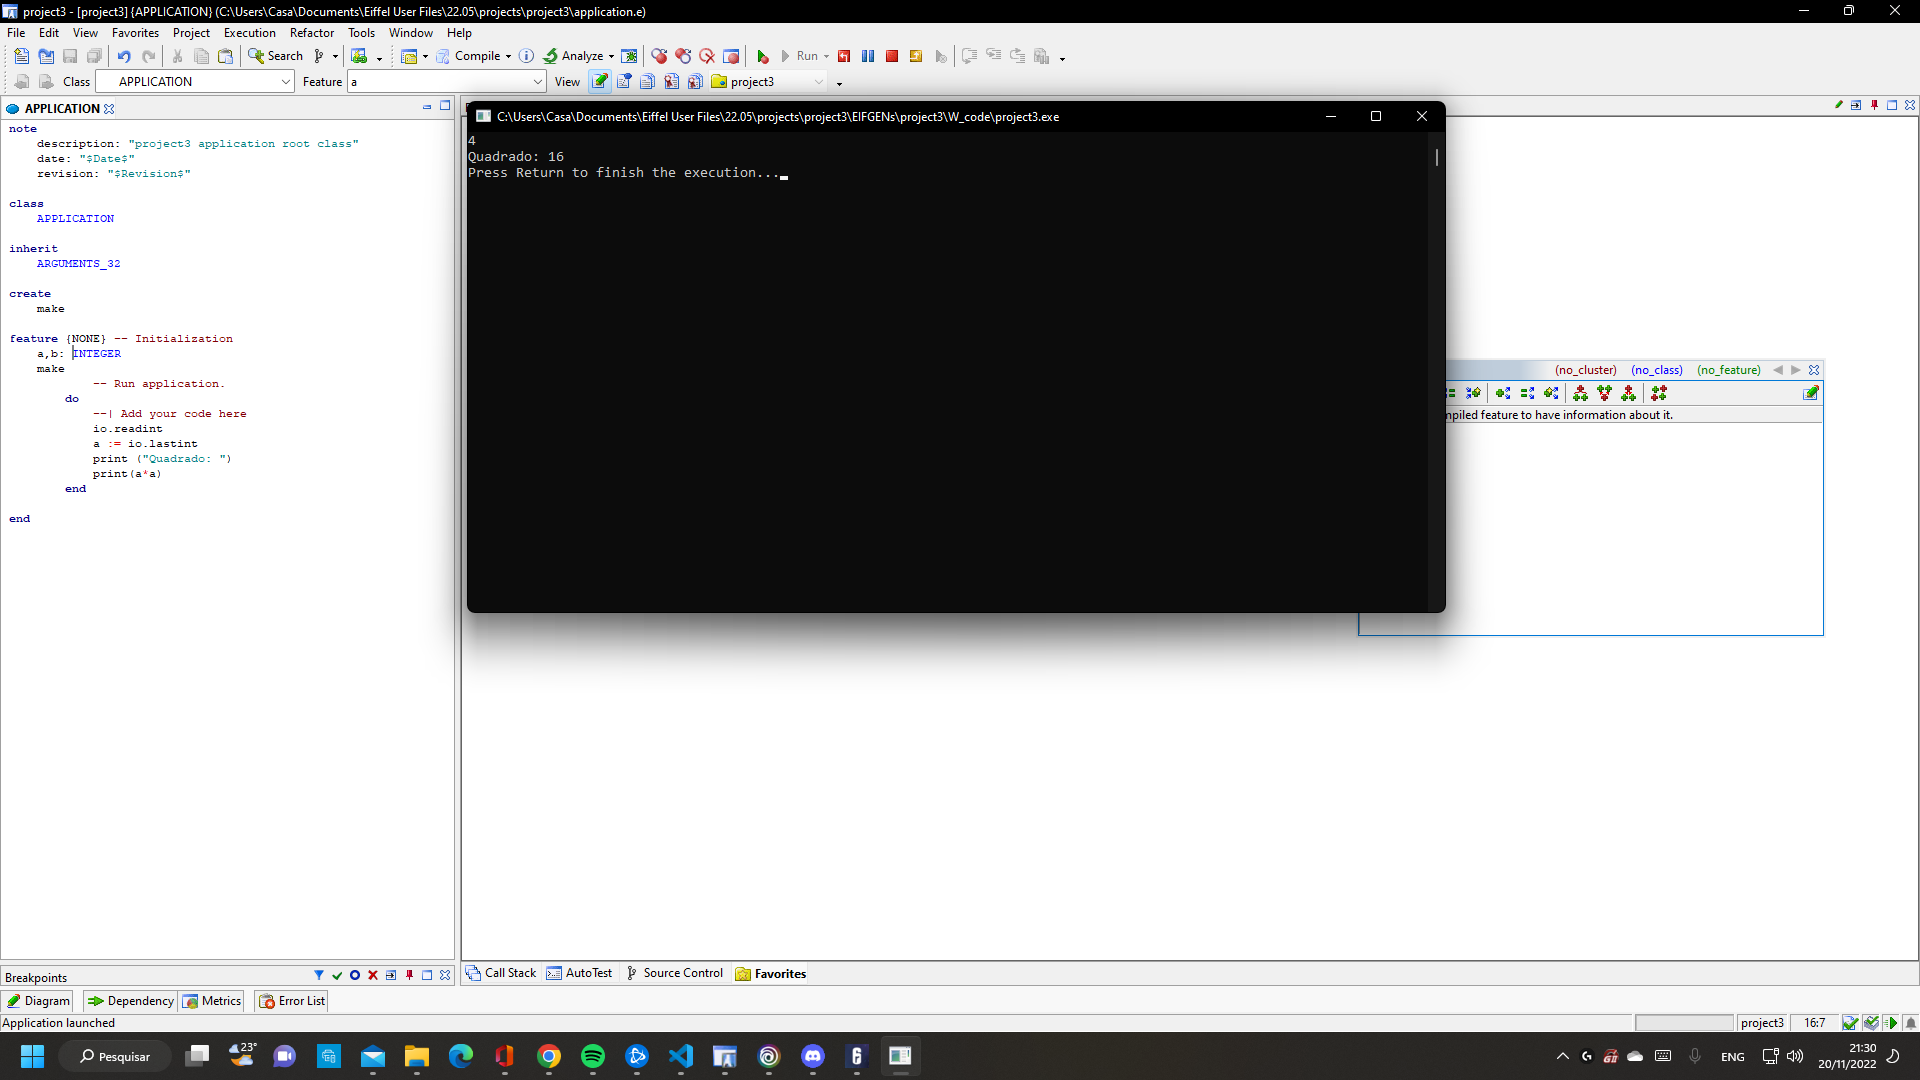 project3 - [project3] {APPLICATION} (C:\Users\Casa\Documents\Eiffel User Files\22.05\projects\project3\application.e)
File Edit View Favorites Project Execution Refactor Tools Window Help
Search Compile Analyze Run
Class APPLICATION Feature a View project3
APPLICATION
note
description: "project3 application root class"
date: "$Date$"
revision: "$Revision$"
class
APPLICATION
inherit
ARGUMENTS_32
create
make
feature {NONE} -- Initialization
a,b: INTEGER
make
-- Run application.
do
--| Add your code here
io.readint
a := io.lastint
print ("Quadrado: ")
print(a*a)
end
end
C:\Users\Casa\Documents\Eiffel User Files\22.05\projects\project3\EIFGENs\project3\W_code\project3.exe
4
Quadrado: 16
Press Return to finish the execution...
(no_cluster) (no_class) (no_feature)
mpiled feature to have information about it.
Breakpoints
Call Stack AutoTest Source Control Favorites
Diagram Dependency Metrics Error List
Application launched
project3 16:7
Pesquisar
23°
ENG
21:30
20/11/2022